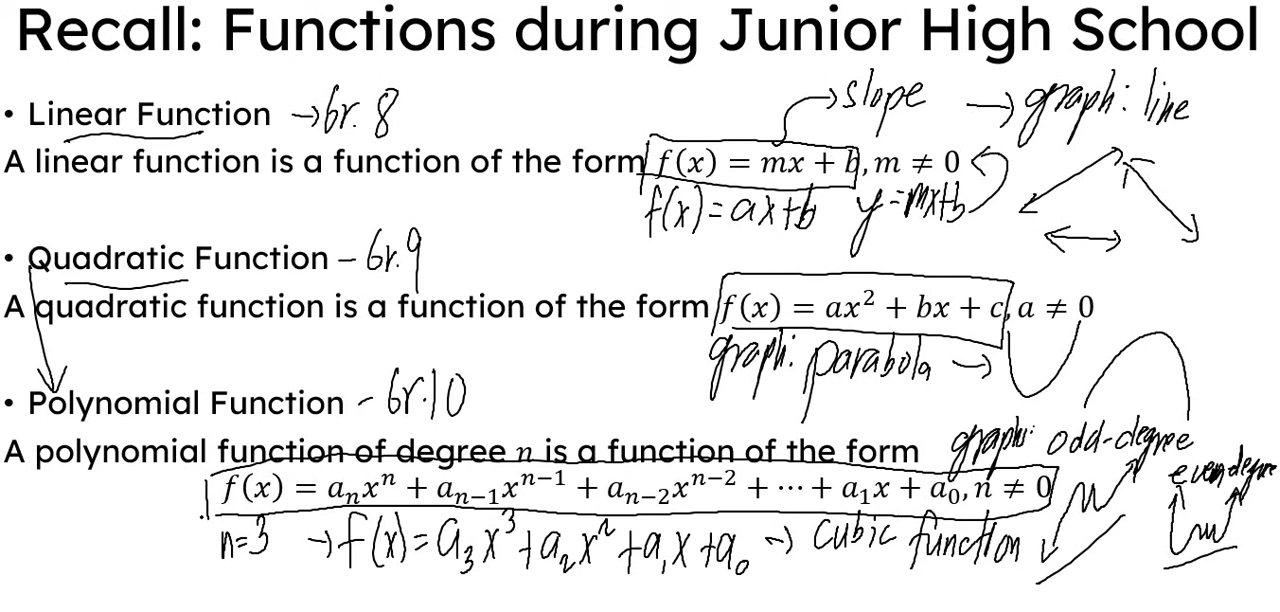 Recall: Functions during Junior High School
• Linear Function → Gr. 8
→ slope → graph: line
A linear function is a function of the form f(x) = mx + b, m ≠ 0
f(x) = ax+b y = mx+b
• Quadratic Function – Gr. 9
A quadratic function is a function of the form f(x) = ax² + bx + c, a ≠ 0
graph: parabola →
• Polynomial Function - Gr. 10
A polynomial function of degree n is a function of the form
graph: odd-degree
even-degree
f(x) = aₙxⁿ + aₙ₋₁xⁿ⁻¹ + aₙ₋₂xⁿ⁻² + ⋯ + a₁x + a₀, n ≠ 0
n=3 → f(x) = a₃x³ + a₂x² + a₁x + a₀ → cubic function